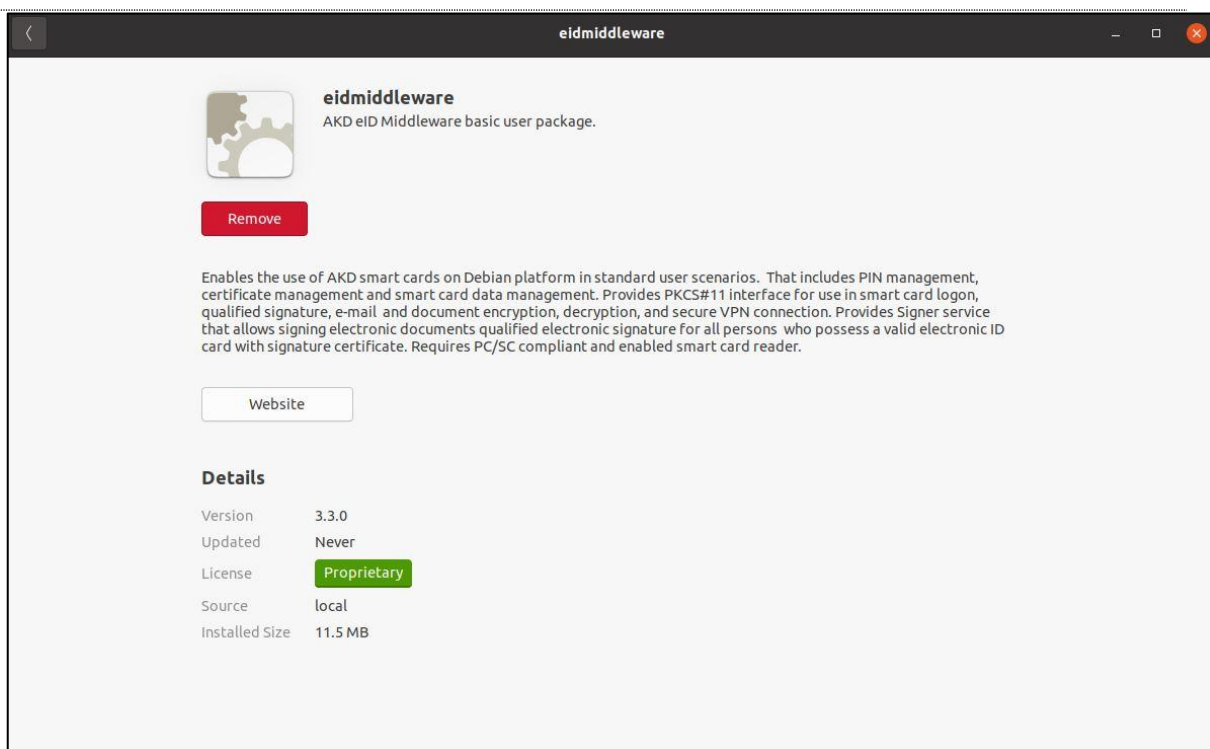 eidmiddleware
eidmiddleware
AKD eID Middleware basic user package.
Remove
Enables the use of AKD smart cards on Debian platform in standard user scenarios.  That includes PIN management,
certificate management and smart card data management. Provides PKCS#11 interface for use in smart card logon,
qualified signature, e-mail  and document encryption, decryption, and secure VPN connection. Provides Signer service
that allows signing electronic documents qualified electronic signature for all persons  who possess a valid electronic ID
card with signature certificate. Requires PC/SC compliant and enabled smart card reader.
Website
Details
Version 3.3.0
Updated Never
License Proprietary
Source local
Installed Size 11.5 MB